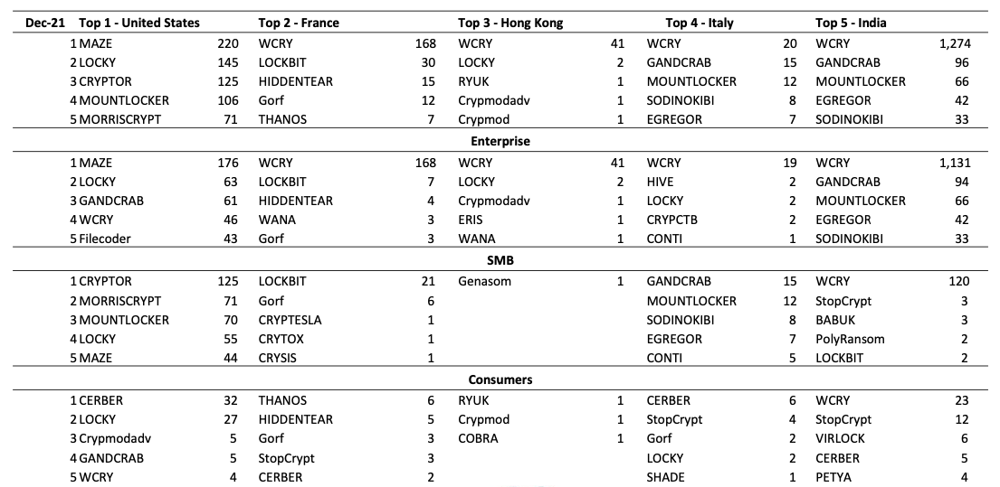 Dec-21 Top 1 - United States Top 2 - France Top 3 - Hong Kong Top 4 - Italy Top 5 - India
1 MAZE 220 WCRY 168 WCRY 41 WCRY 20 WCRY 1,274
2 LOCKY 145 LOCKBIT 30 LOCKY 2 GANDCRAB 15 GANDCRAB 96
3 CRYPTOR 125 HIDDENTEAR 15 RYUK 1 MOUNTLOCKER 12 MOUNTLOCKER 66
4 MOUNTLOCKER 106 Gorf 12 Crypmodadv 1 SODINOKIBI 8 EGREGOR 42
5 MORRISCRYPT 71 THANOS 7 Crypmod 1 EGREGOR 7 SODINOKIBI 33
Enterprise
1 MAZE 176 WCRY 168 WCRY 41 WCRY 19 WCRY 1,131
2 LOCKY 63 LOCKBIT 7 LOCKY 2 HIVE 2 GANDCRAB 94
3 GANDCRAB 61 HIDDENTEAR 4 Crypmodadv 1 LOCKY 2 MOUNTLOCKER 66
4 WCRY 46 WANA 3 ERIS 1 CRYPCTB 2 EGREGOR 42
5 Filecoder 43 Gorf 3 WANA 1 CONTI 1 SODINOKIBI 33
SMB
1 CRYPTOR 125 LOCKBIT 21 Genasom 1 GANDCRAB 15 WCRY 120
2 MORRISCRYPT 71 Gorf 6 MOUNTLOCKER 12 StopCrypt 3
3 MOUNTLOCKER 70 CRYPTESLA 1 SODINOKIBI 8 BABUK 3
4 LOCKY 55 CRYTOX 1 EGREGOR 7 PolyRansom 2
5 MAZE 44 CRYSIS 1 CONTI 5 LOCKBIT 2
Consumers
1 CERBER 32 THANOS 6 RYUK 1 CERBER 6 WCRY 23
2 LOCKY 27 HIDDENTEAR 5 Crypmod 1 StopCrypt 4 StopCrypt 12
3 Crypmodadv 5 Gorf 3 COBRA 1 Gorf 2 VIRLOCK 6
4 GANDCRAB 5 StopCrypt 3 LOCKY 2 CERBER 5
5 WCRY 4 CERBER 2 SHADE 1 PETYA 4